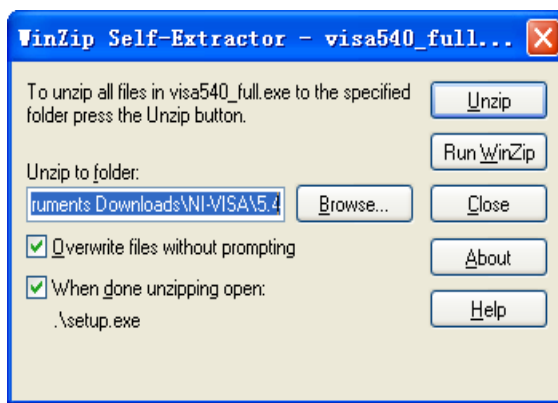 WinZip Self-Extractor - visa540_full...
To unzip all files in visa540_full.exe to the specified
folder press the Unzip button.
Unzip to folder:
ruments Downloads\NI-VISA\5.4
Browse...
Overwrite files without prompting
When done unzipping open:
.\setup.exe
Unzip
Run WinZip
Close
About
Help